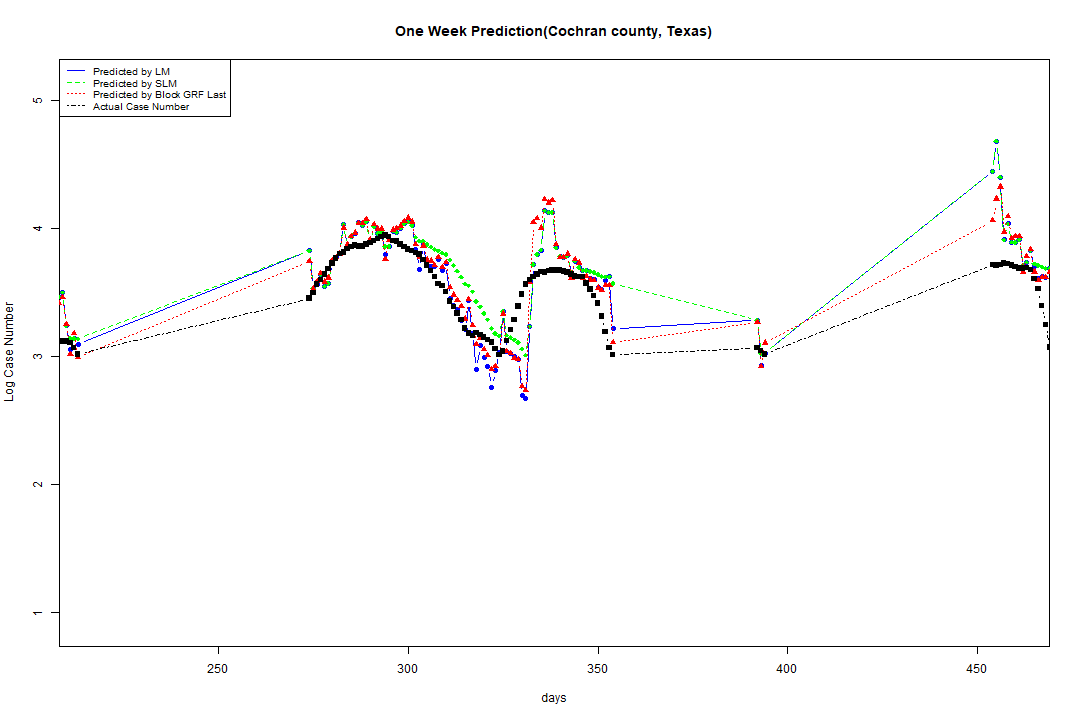 One Week Prediction(Cochran county, Texas)
Predicted by LM
Predicted by SLM
Predicted by Block GRF Last
Actual Case Number
5
4
3
2
1
Log Case Number
250 300 350 400 450
days